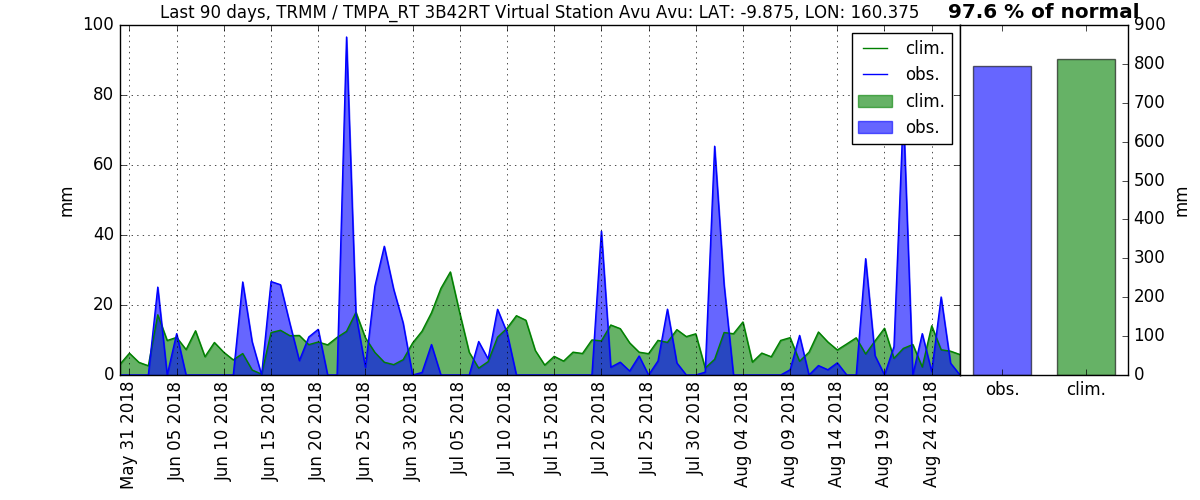 Last 90 days, TRMM / TMPA_RT 3B42RT Virtual Station Avu Avu: LAT: -9.875, LON: 160.375
97.6 % of normal
100
80
60
40
20
0
mm
clim.
obs.
clim.
obs.
900
800
700
600
500
400
300
200
100
0
mm
obs.
clim.
May 31 2018
Jun 05 2018
Jun 10 2018
Jun 15 2018
Jun 20 2018
Jun 25 2018
Jun 30 2018
Jul 05 2018
Jul 10 2018
Jul 15 2018
Jul 20 2018
Jul 25 2018
Jul 30 2018
Aug 04 2018
Aug 09 2018
Aug 14 2018
Aug 19 2018
Aug 24 2018